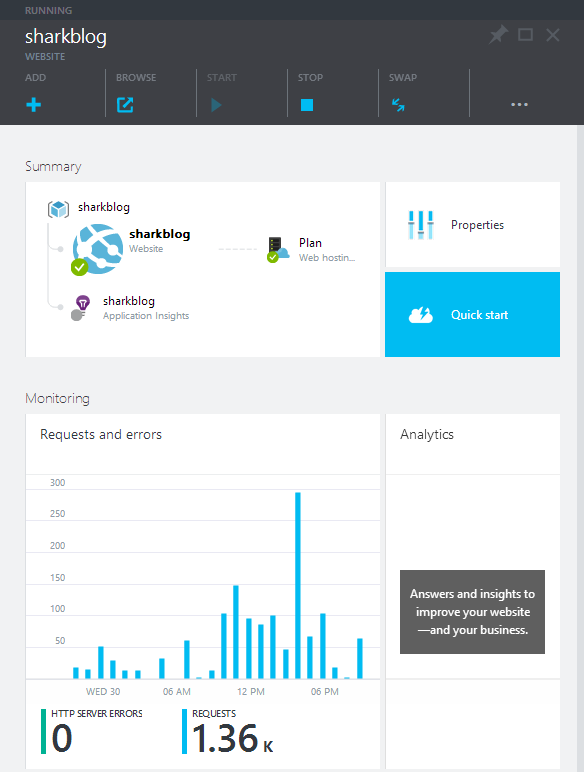 RUNNING
sharkblog
WEBSITE
ADD
BROWSE
START
STOP
SWAP
Summary
sharkblog
sharkblog
Website
Plan
Web hostin...
sharkblog
Application Insights
Properties
Quick start
Monitoring
Requests and errors
300
250
200
150
100
50
WED 30
06 AM
12 PM
06 PM
HTTP SERVER ERRORS
0
REQUESTS
1.36 K
Analytics
Answers and insights to
improve your website
—and your business.